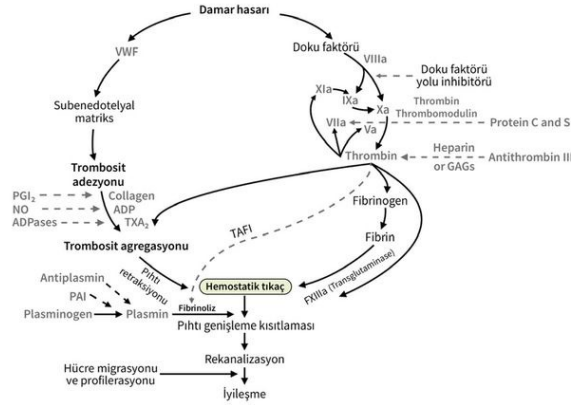 Damar hasarı
VWF
Doku faktörü
VIIIa
Doku faktörü
yolu inhibitörü
XIa
IXa
Xa
Subenedotelyal
matriks
Thrombin
Thrombomodulin
VIIa
Va
Protein C and S
Trombosit
adezyonu
Thrombin
Heparin
or GAGs
Antithrombin III
PGI₂
Collagen
NO
ADP
ADPases
TXA₂
Fibrinogen
TAFI
Trombosit agregasyonu
Fibrin
Pıhtı
retraksiyonu
FXIIIa (Transglutaminase)
Antiplasmin
Hemostatik tıkaç
PAI
Fibrinoliz
Plasminogen
Plasmin
Pıhtı genişleme kısıtlaması
Rekanalizasyon
Hücre migrasyonu
ve profilerasyonu
İyileşme